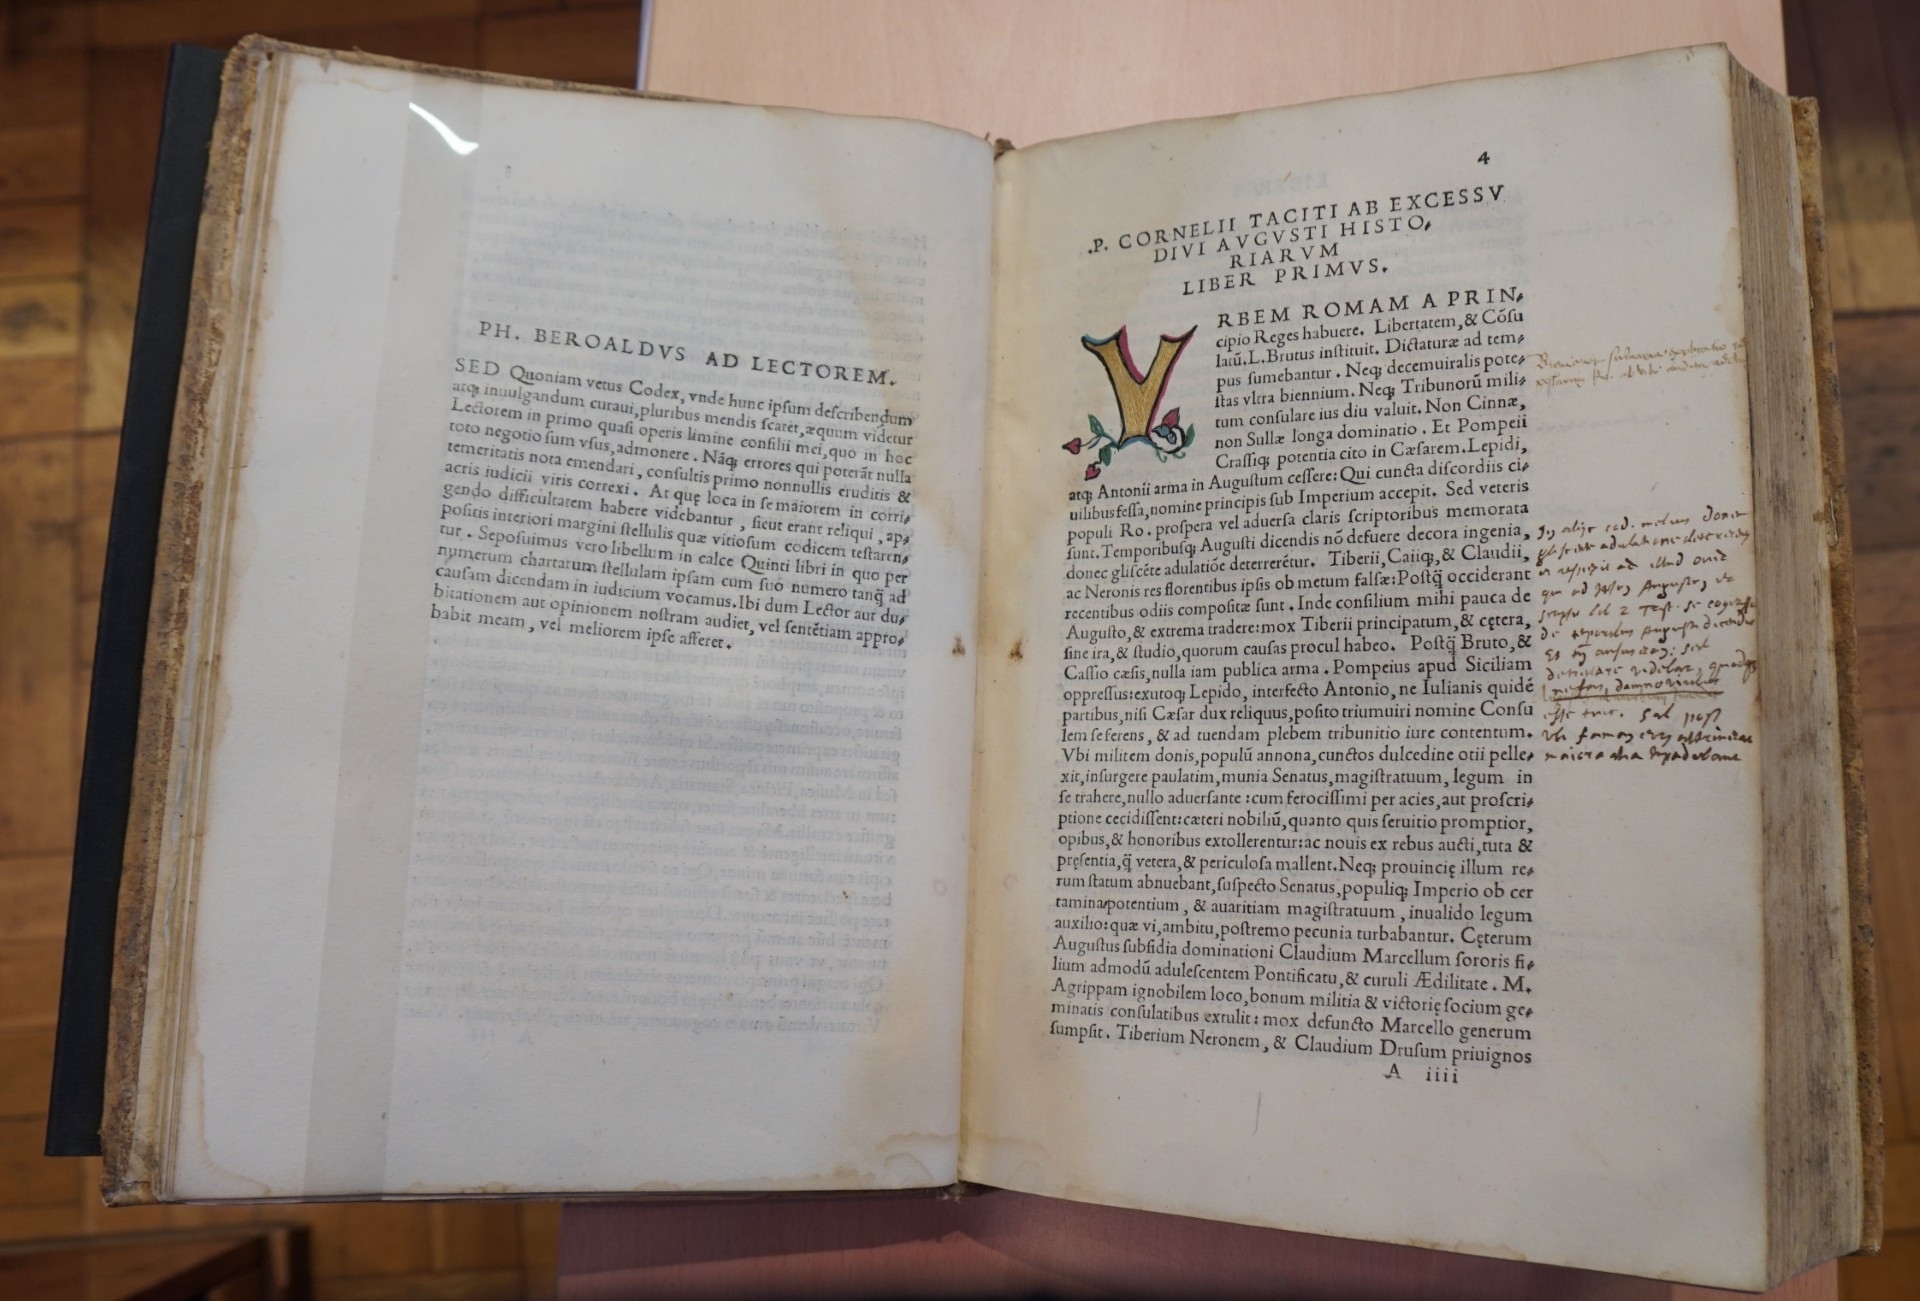 PH. BEROALDVS AD LECTOREM.
SED Quoniam vetus Codex, vnde hunc ipſum deſcribendum
atq; inuulgandum curaui, pluribus mendis ſcatet, æquum videtur
Lectorem in primo quaſi operis limine conſilii mei, quo in hoc
toto negotio ſum vſus, admonere. Nāq; errores qui poterāt nulla
temeritatis nota emendari, conſultis primo nonnullis eruditis &
acris iudicii viris correxi. At quę loca in ſe maiorem in corri⸗
gendo difficultatem habere videbantur, ſicut erant reliqui, ap⸗
poſitis interiori margini ſtellulis quæ vitioſum codicem teſtaren⸗
tur. Sepoſuimus vero libellum in calce Quinti libri in quo per
numerum chartarum ſtellulam ipſam cum ſuo numero tanq̄ ad
cauſam dicendam in iudicium vocamus. Ibi dum Lector aut du⸗
bitationem aut opinionem noſtram audiet, vel ſentētiam appro⸗
babit meam, vel meliorem ipſe afferet.
4
.P. CORNELII TACITI AB EXCESSV
DIVI AVGVSTI HISTO⸗
RIARVM
LIBER PRIMVS.
VRBEM ROMAM A PRIN⸗
cipio Reges habuere. Libertatem, & Cōſu
latū. L. Brutus inſtituit. Dictaturæ ad tem⸗
pus ſumebantur. Neq; decemuiralis pote⸗
ſtas vltra biennium. Neq; Tribunorū mili⸗
tum conſulare ius diu valuit. Non Cinnæ,
non Sullæ longa dominatio. Et Pompeii
Craſſiq; potentia cito in Cæſarem. Lepidi,
atq; Antonii arma in Auguſtum ceſſere: Qui cuncta diſcordiis ci⸗
uilibus feſſa, nomine principis ſub Imperium accepit. Sed veteris
populi Ro. proſpera vel aduerſa claris ſcriptoribus memorata
ſunt. Temporibuſq; Auguſti dicendis nō defuere decora ingenia,
donec gliſcēte adulatiōe deterrerētur. Tiberii, Caiiq;, & Claudii,
ac Neronis res florentibus ipſis ob metum falſæ: Poſtq̄ occiderant
recentibus odiis compoſitæ ſunt. Inde conſilium mihi pauca de
Auguſto, & extrema tradere: mox Tiberii principatum, & cętera,
ſine ira, & ſtudio, quorum cauſas procul habeo. Poſtq̄ Bruto, &
Caſſio cæſis, nulla iam publica arma. Pompeius apud Siciliam
oppreſſus: exutoq; Lepido, interfecto Antonio, ne Iulianis quidē
partibus, niſi Cæſar dux reliquus, poſito triumuiri nomine Conſu
lem ſe ferens, & ad tuendam plebem tribunitio iure contentum.
Vbi militem donis, populū annona, cunctos dulcedine otii pelle⸗
xit, inſurgere paulatim, munia Senatus, magiſtratuum, legum in
ſe trahere, nullo aduerſante: cum ferociſſimi per acies, aut proſcri⸗
ptione cecidiſſent: cæteri nobiliū, quanto quis ſeruitio promptior,
opibus, & honoribus extollerentur: ac nouis ex rebus aucti, tuta &
pręſentia, q̄ vetera, & periculoſa mallent. Neq; prouincię illum re⸗
rum ſtatum abnuebant, ſuſpecto Senatus, populiq; Imperio ob cer
tamina potentium, & auaritiam magiſtratuum, inualido legum
auxilio: quæ vi, ambitu, poſtremo pecunia turbabantur. Cęterum
Auguſtus ſubſidia dominationi Claudium Marcellum ſororis fi⸗
lium admodū aduleſcentem Pontificatu, & curuli Ædilitate. M.
Agrippam ignobilem loco, bonum militia & victorię ſocium ge⸗
minatis conſulatibus extulit: mox defuncto Marcello generum
ſumpſit. Tiberium Neronem, & Claudium Druſum priuignos
A iiii